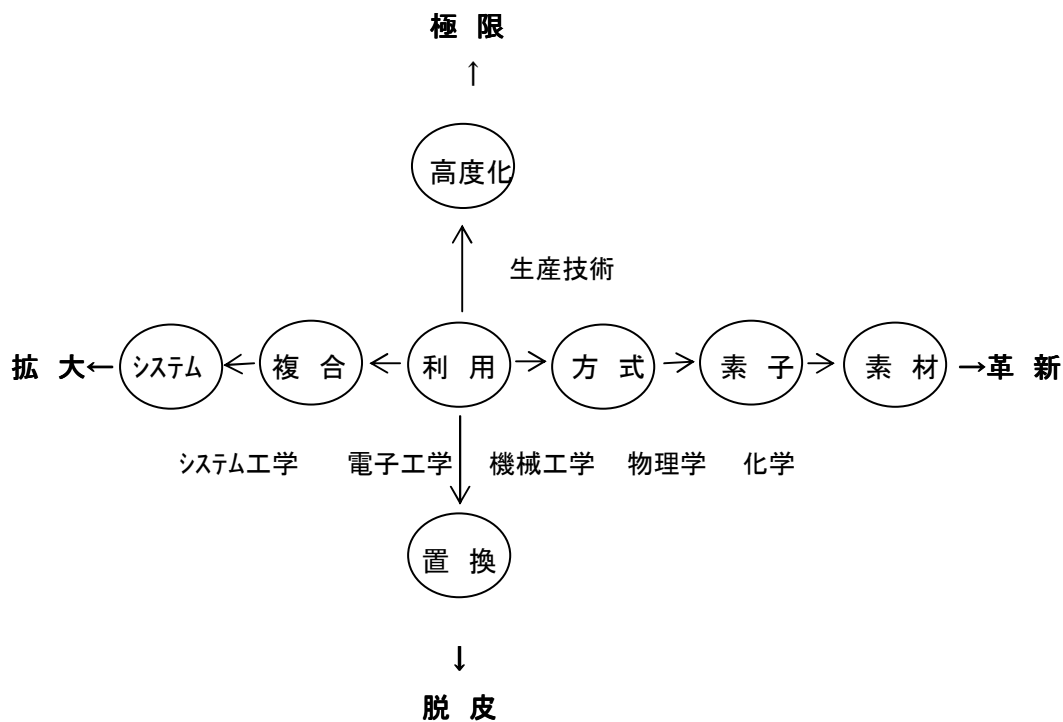 極 限
↑
高度化
生産技術
拡 大← システム 複 合 利 用 方 式 素 子 素 材 →革 新
システム工学 電子工学 機械工学 物理学 化学
置 換
↓
脱 皮